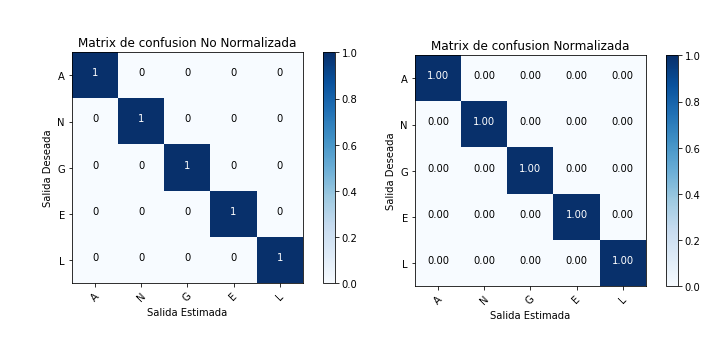 Matrix de confusion No Normalizada
A 1 0 0 0 0
N 0 1 0 0 0
G 0 0 1 0 0
E 0 0 0 1 0
L 0 0 0 0 1
A N G E L
Salida Deseada
Salida Estimada
1.0
0.8
0.6
0.4
0.2
0.0
Matrix de confusion Normalizada
A 1.00 0.00 0.00 0.00 0.00
N 0.00 1.00 0.00 0.00 0.00
G 0.00 0.00 1.00 0.00 0.00
E 0.00 0.00 0.00 1.00 0.00
L 0.00 0.00 0.00 0.00 1.00
A N G E L
Salida Deseada
Salida Estimada
1.0
0.8
0.6
0.4
0.2
0.0